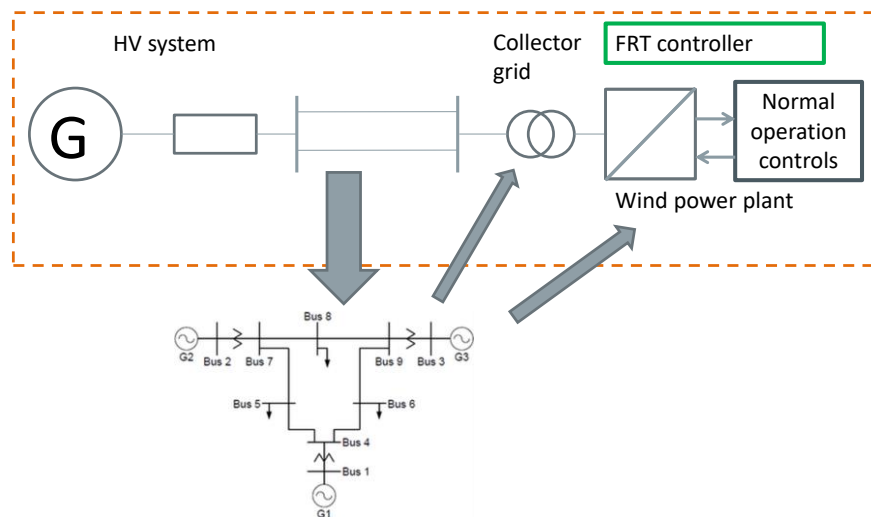 HV system
Collector
grid
FRT controller
G
Normal
operation
controls
Wind power plant
Bus 8
G2
Bus 2
Bus 7
Bus 9
Bus 3
G3
Bus 5
Bus 6
Bus 4
Bus 1
G1